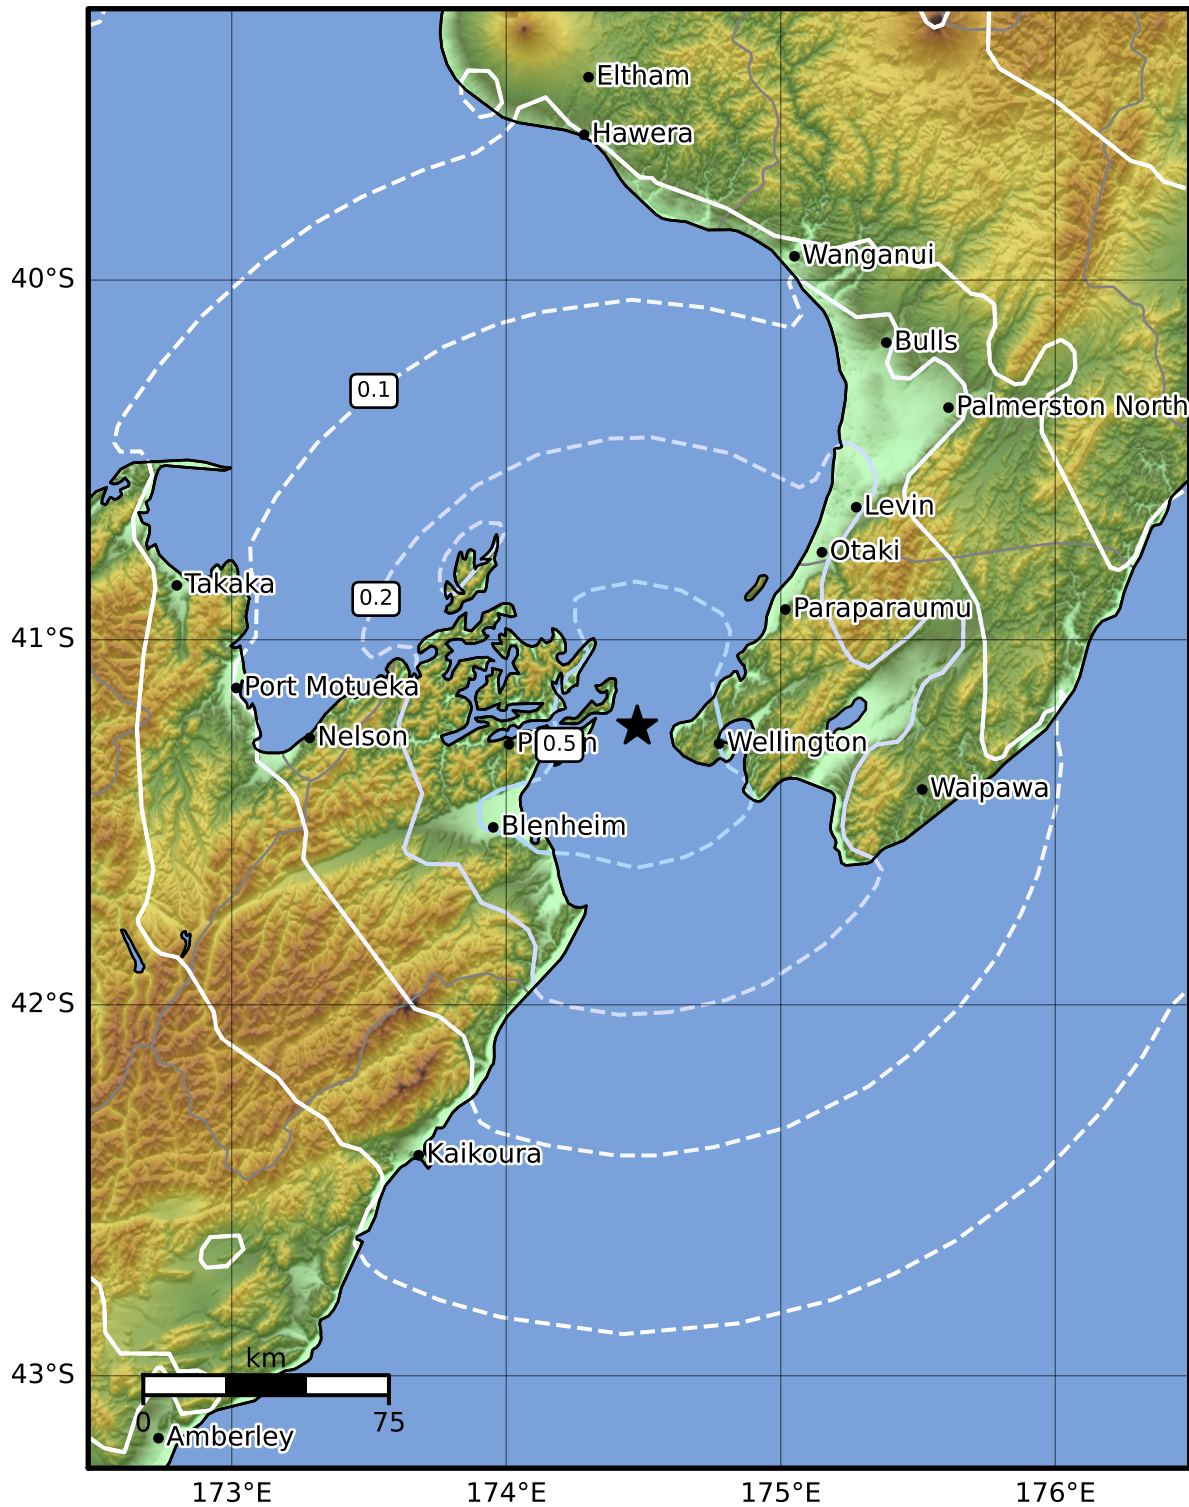 Eltham
Hawera
Wanganui
40°S
Bulls
0.1
Palmerston North
Levin
Otaki
Takaka
0.2
Paraparaumu
41°S
Port Motueka
Nelson
0.5
Wellington
Waipawa
Blenheim
42°S
Kaikoura
km
43°S
0
75
Amberley
173°E
174°E
175°E
176°E